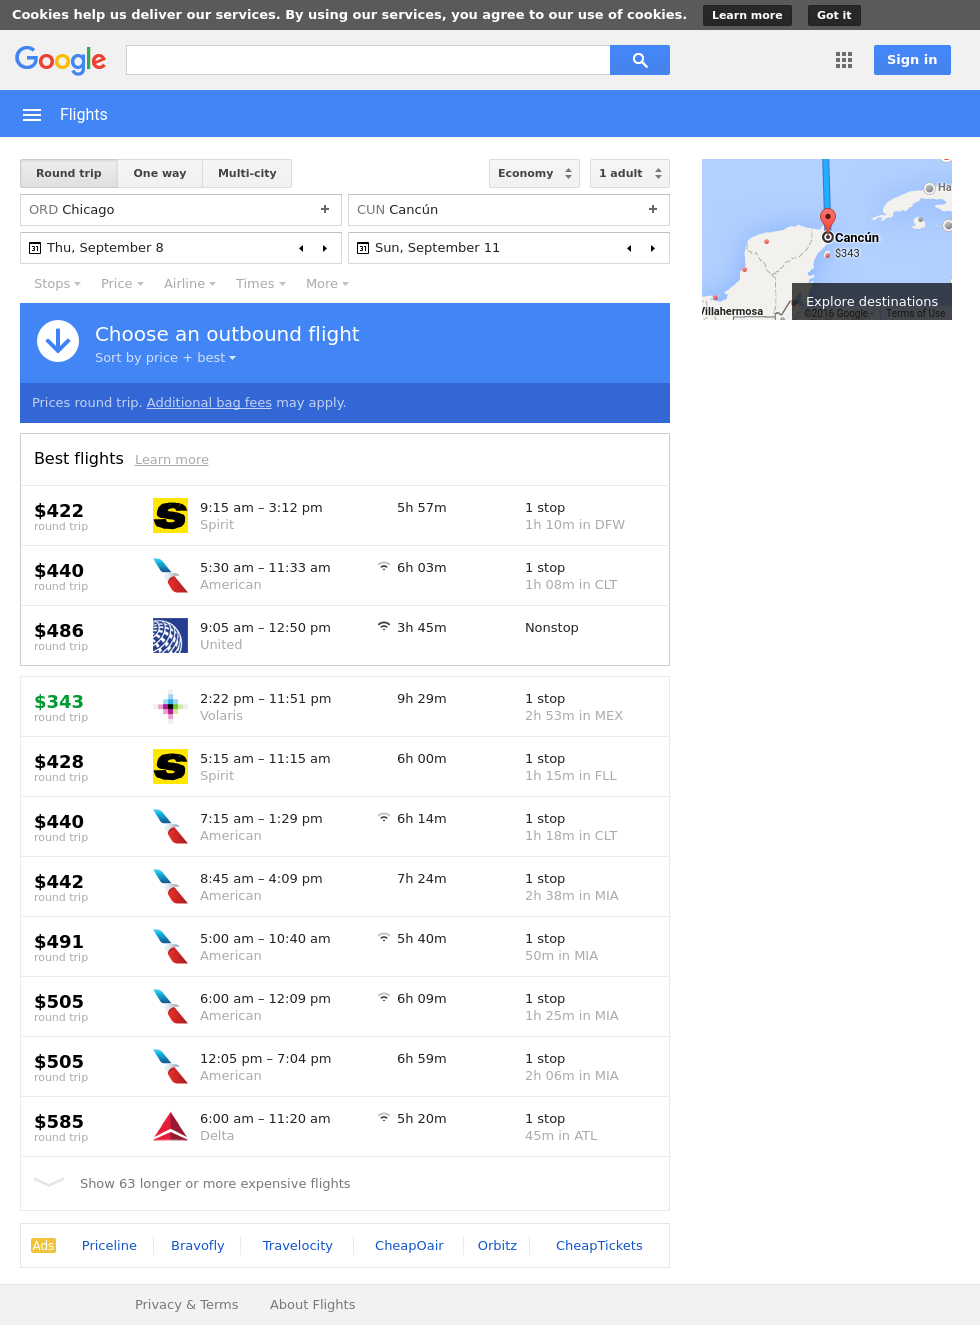 Cookies help us deliver our services. By using our services, you agree to our use of cookies. Learn more Got it
Google
Sign in
Flights
Round trip One way Multi-city Economy 1 adult
ORD Chicago + CUN Cancún +
31 Thu, September 8 31 Sun, September 11
Stops Price Airline Times More
Cancún
$343
Villahermosa
Explore destinations
©2016 Google - Terms of Use
Choose an outbound flight
Sort by price + best
Prices round trip. Additional bag fees may apply.
Best flights Learn more
$422 9:15 am – 3:12 pm 5h 57m 1 stop
round trip Spirit 1h 10m in DFW
$440 5:30 am – 11:33 am 6h 03m 1 stop
round trip American 1h 08m in CLT
$486 9:05 am – 12:50 pm 3h 45m Nonstop
round trip United
$343 2:22 pm – 11:51 pm 9h 29m 1 stop
round trip Volaris 2h 53m in MEX
$428 5:15 am – 11:15 am 6h 00m 1 stop
round trip Spirit 1h 15m in FLL
$440 7:15 am – 1:29 pm 6h 14m 1 stop
round trip American 1h 18m in CLT
$442 8:45 am – 4:09 pm 7h 24m 1 stop
round trip American 2h 38m in MIA
$491 5:00 am – 10:40 am 5h 40m 1 stop
round trip American 50m in MIA
$505 6:00 am – 12:09 pm 6h 09m 1 stop
round trip American 1h 25m in MIA
$505 12:05 pm – 7:04 pm 6h 59m 1 stop
round trip American 2h 06m in MIA
$585 6:00 am – 11:20 am 5h 20m 1 stop
round trip Delta 45m in ATL
Show 63 longer or more expensive flights
Ads Priceline Bravofly Travelocity CheapOair Orbitz CheapTickets
Privacy & Terms About Flights